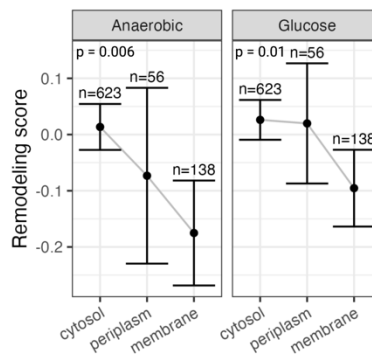 Anaerobic
Glucose
p = 0.006
p = 0.01
n=623
n=56
n=138
n=623
n=56
n=138
Remodeling score
0.1
0.0
-0.1
-0.2
cytosol
periplasm
membrane
cytosol
periplasm
membrane